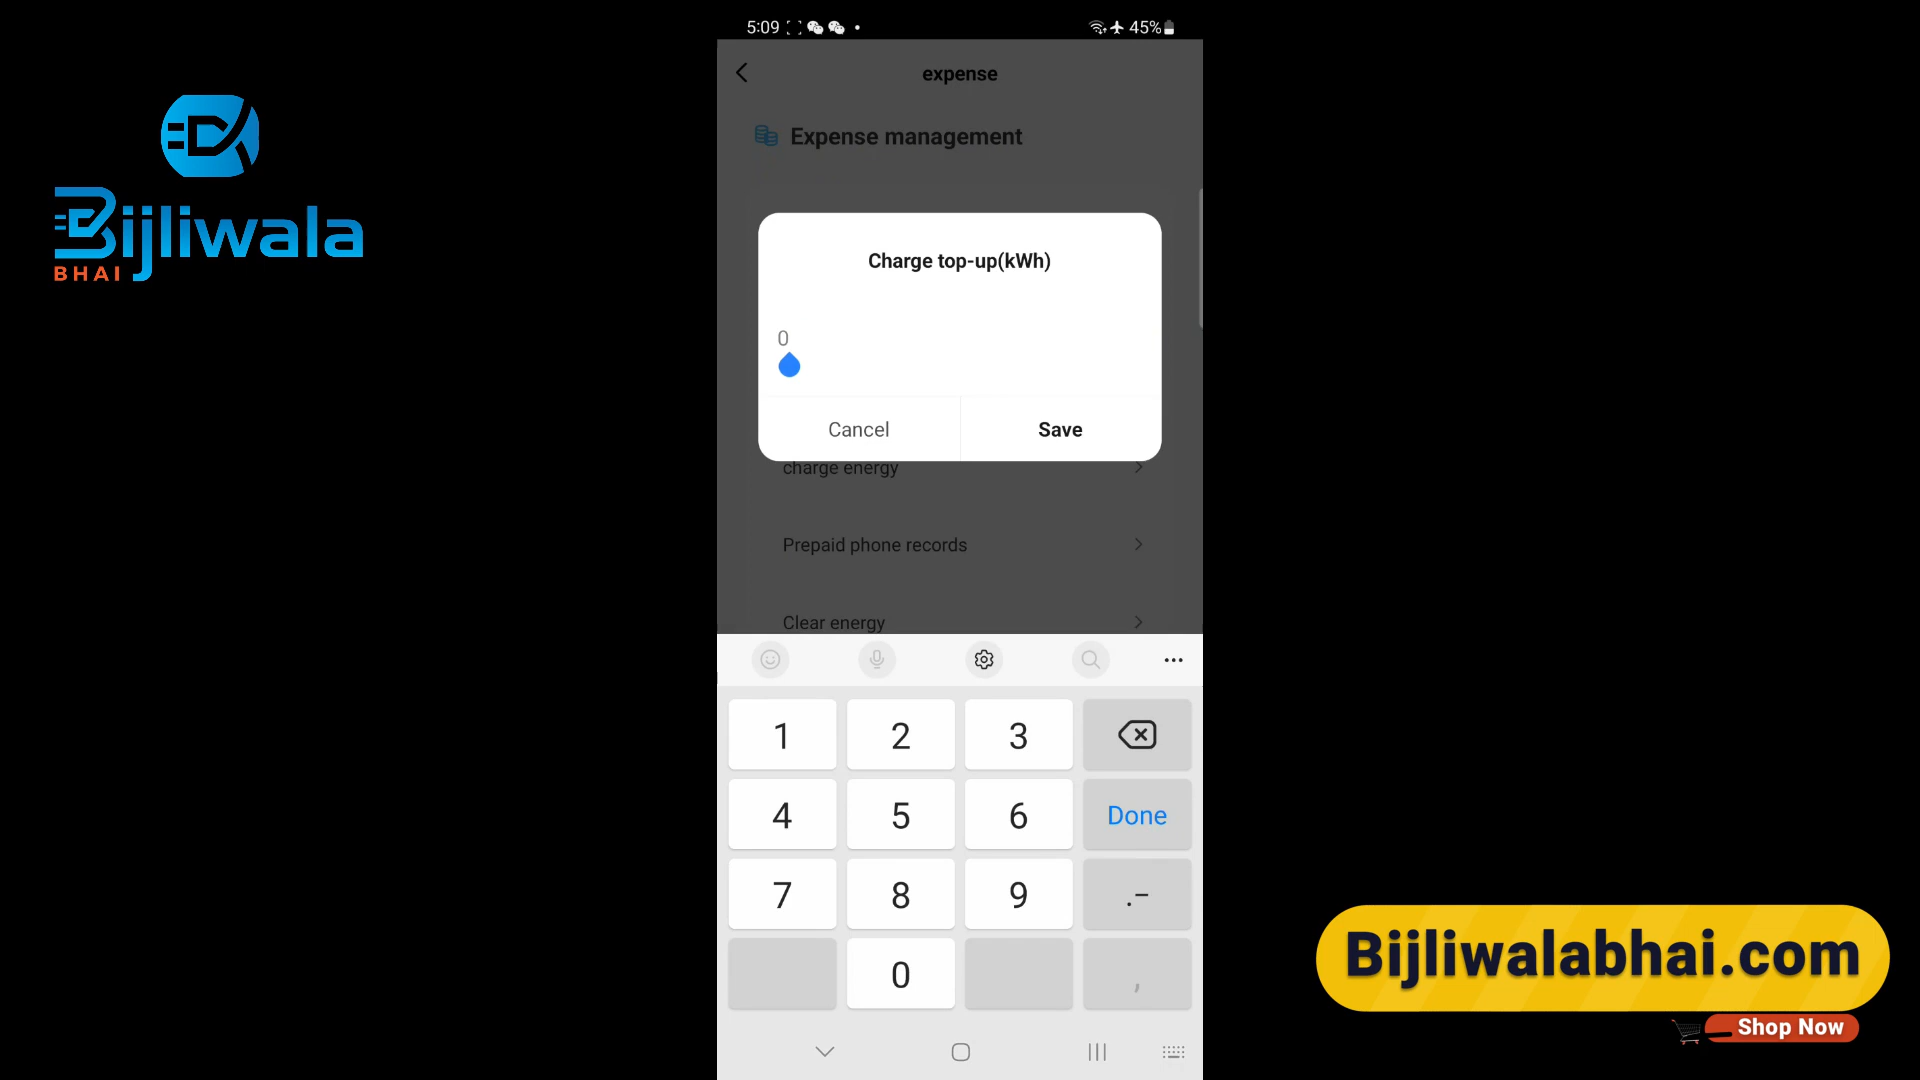 5:09
45%
expense
Expense management
Charge top-up(kWh)
0
Cancel
Save
charge energy
Prepaid phone records
Clear energy
1
2
3
4
5
6
Done
7
8
9
.-
0
,
Bijliwala
BHAI
Bijliwalabhai.com
Shop Now